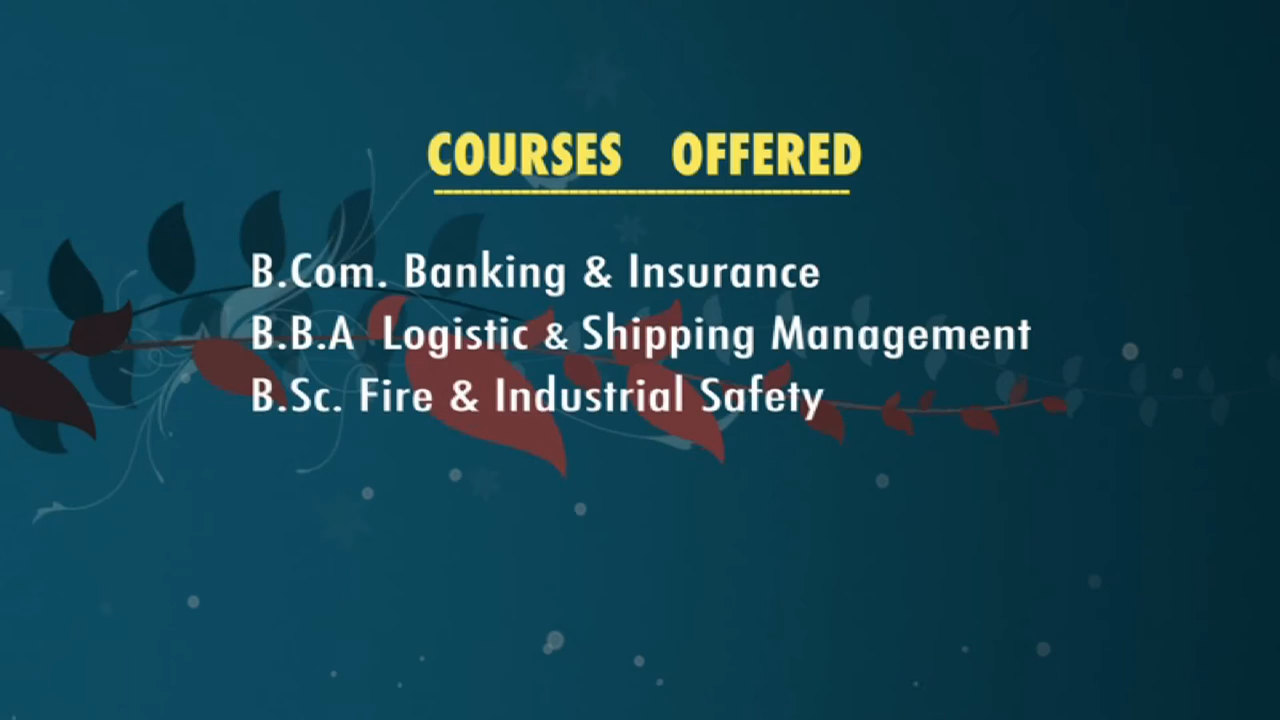 COURSES OFFERED
B.Com. Banking & Insurance
B.B.A Logistic & Shipping Management
B.Sc. Fire & Industrial Safety